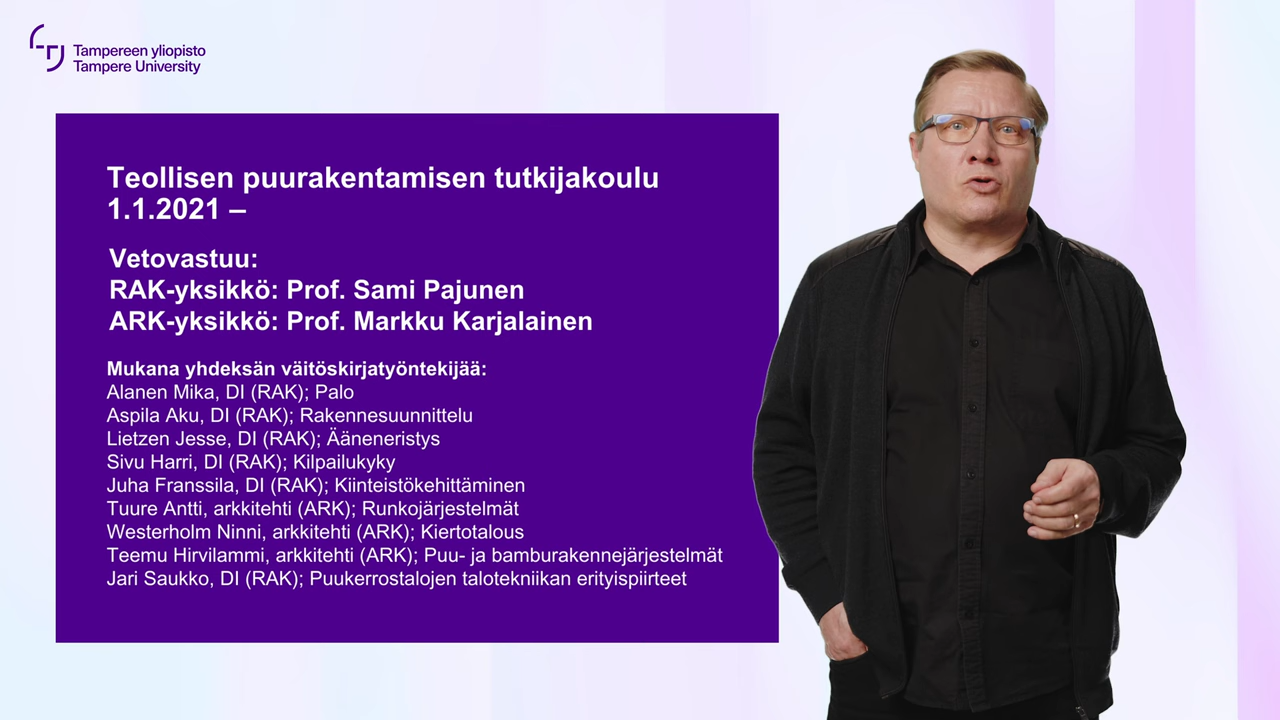 Tampereen yliopisto
Tampere University
Teollisen puurakentamisen tutkijakoulu
1.1.2021 –
Vetovastuu:
RAK-yksikkö: Prof. Sami Pajunen
ARK-yksikkö: Prof. Markku Karjalainen
Mukana yhdeksän väitöskirjatyöntekijää:
Alanen Mika, DI (RAK); Palo
Aspila Aku, DI (RAK); Rakennesuunnittelu
Lietzen Jesse, DI (RAK); Ääneneristys
Sivu Harri, DI (RAK); Kilpailukyky
Juha Franssila, DI (RAK); Kiinteistökehittäminen
Tuure Antti, arkkitehti (ARK); Runkojärjestelmät
Westerholm Ninni, arkkitehti (ARK); Kiertotalous
Teemu Hirvilammi, arkkitehti (ARK); Puu- ja bamburakennejärjestelmät
Jari Saukko, DI (RAK); Puukerrostalojen talotekniikan erityispiirteet